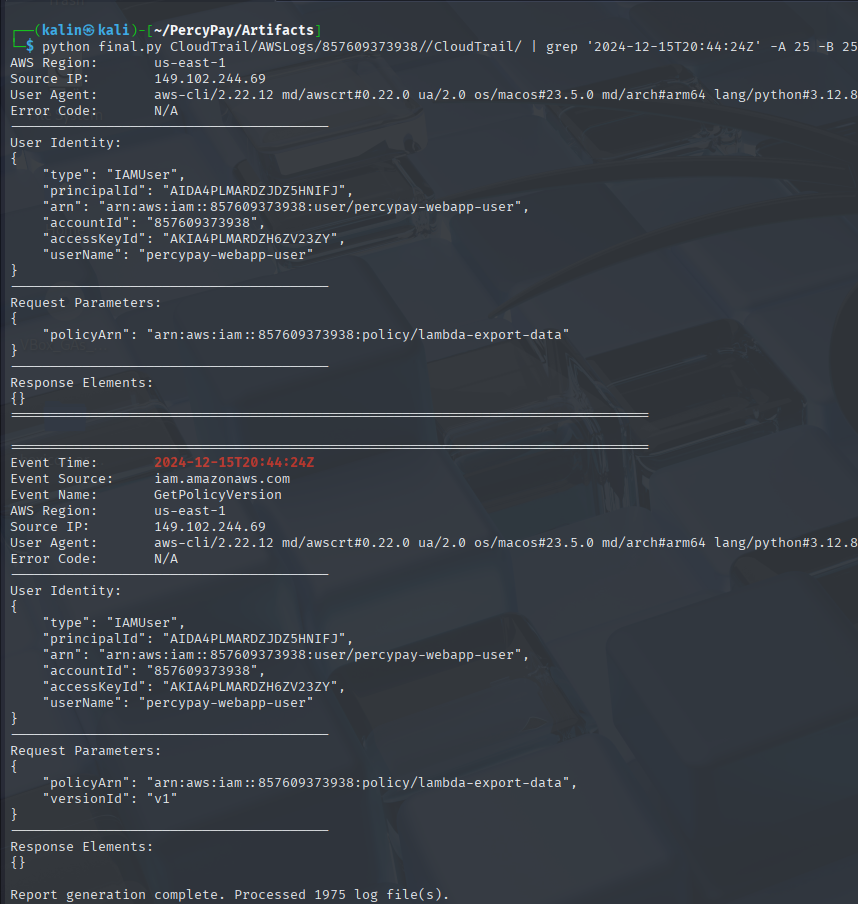 ┌──(kalin㉿kali)-[~/PercyPay/Artifacts]
└─$ python final.py CloudTrail/AWSLogs/857609373938//CloudTrail/ | grep '2024-12-15T20:44:24Z' -A 25 -B 25
AWS Region:       us-east-1
Source IP:        149.102.244.69
User Agent:       aws-cli/2.22.12 md/awscrt#0.22.0 ua/2.0 os/macos#23.5.0 md/arch#arm64 lang/python#3.12.8
Error Code:       N/A
----------------------------------------
User Identity:
{
    "type": "IAMUser",
    "principalId": "AIDA4PLMARDZJDZ5HNIFJ",
    "arn": "arn:aws:iam::857609373938:user/percypay-webapp-user",
    "accountId": "857609373938",
    "accessKeyId": "AKIA4PLMARDZH6ZV23ZY",
    "userName": "percypay-webapp-user"
}
----------------------------------------
Request Parameters:
{
    "policyArn": "arn:aws:iam::857609373938:policy/lambda-export-data"
}
----------------------------------------
Response Elements:
{}
================================================================================

================================================================================
Event Time:       2024-12-15T20:44:24Z
Event Source:     iam.amazonaws.com
Event Name:       GetPolicyVersion
AWS Region:       us-east-1
Source IP:        149.102.244.69
User Agent:       aws-cli/2.22.12 md/awscrt#0.22.0 ua/2.0 os/macos#23.5.0 md/arch#arm64 lang/python#3.12.8
Error Code:       N/A
----------------------------------------
User Identity:
{
    "type": "IAMUser",
    "principalId": "AIDA4PLMARDZJDZ5HNIFJ",
    "arn": "arn:aws:iam::857609373938:user/percypay-webapp-user",
    "accountId": "857609373938",
    "accessKeyId": "AKIA4PLMARDZH6ZV23ZY",
    "userName": "percypay-webapp-user"
}
----------------------------------------
Request Parameters:
{
    "policyArn": "arn:aws:iam::857609373938:policy/lambda-export-data",
    "versionId": "v1"
}
----------------------------------------
Response Elements:
{}

Report generation complete. Processed 1975 log file(s).